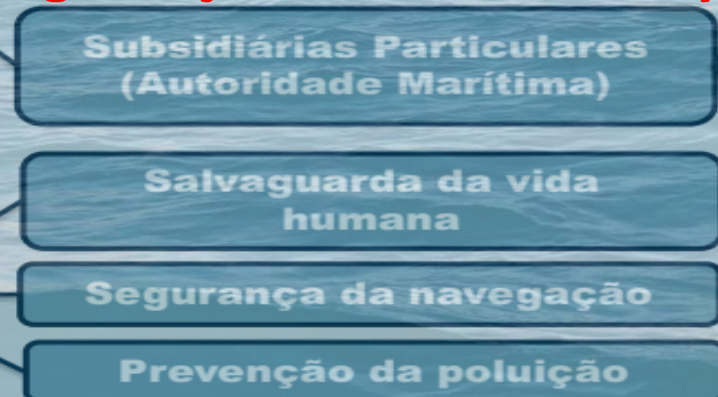 Subsidiárias Particulares
(Autoridade Marítima)
Salvaguarda da vida
humana
Segurança da navegação
Prevenção da poluição